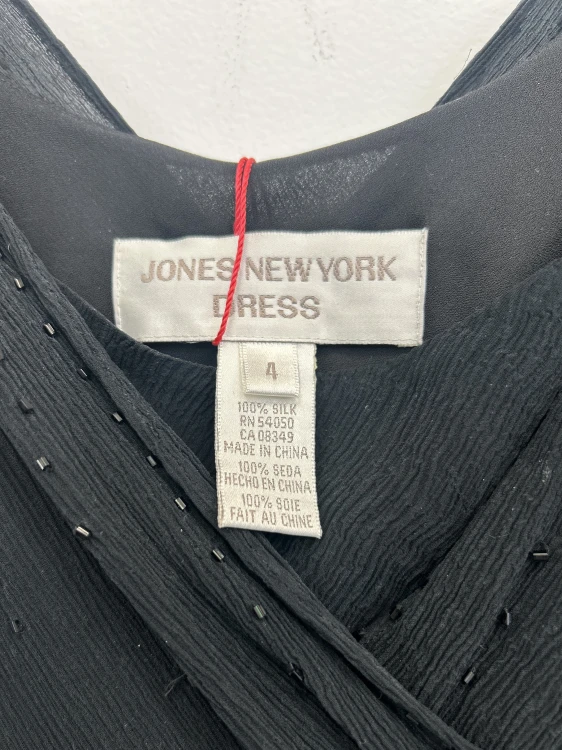 JONES NEW YORK
DRESS
4
100% SILK
RN 54050
CA 08349
MADE IN CHINA
100% SEDA
HECHO EN CHINA
100% SOIE
FAIT AU CHINE